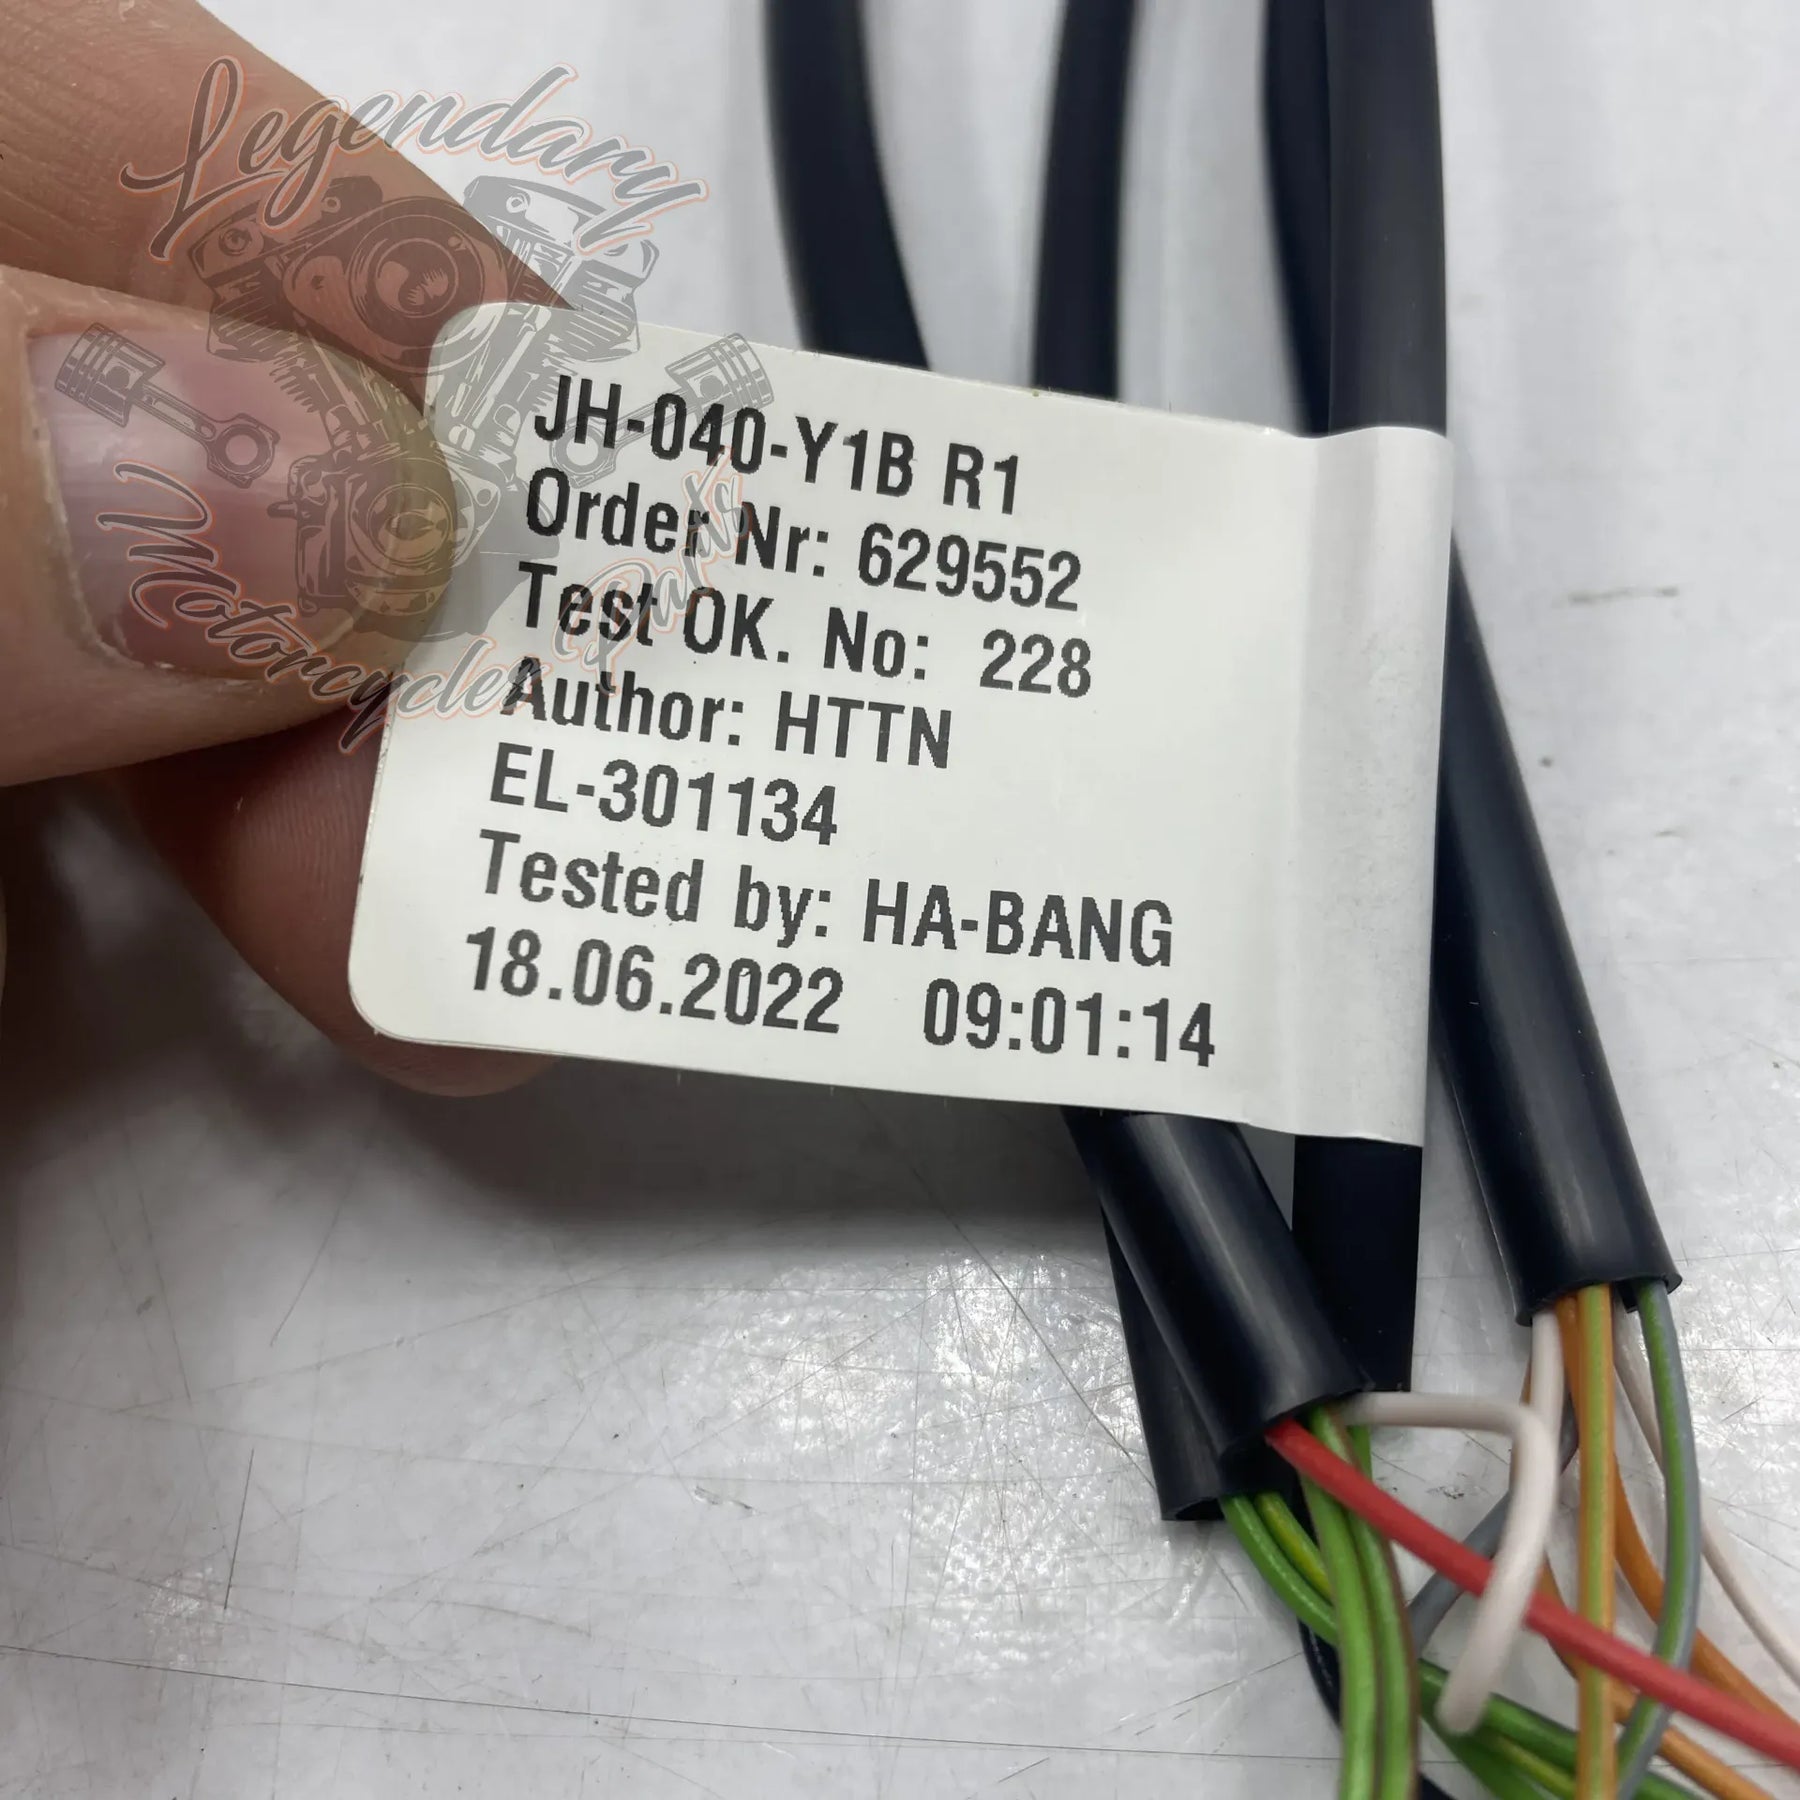 Legendary
Motorcycles Parts
JH-040-Y1B R1
Order Nr: 629552
Test OK. No: 228
Author: HTTN
EL-301134
Tested by: HA-BANG
18.06.2022 09:01:14